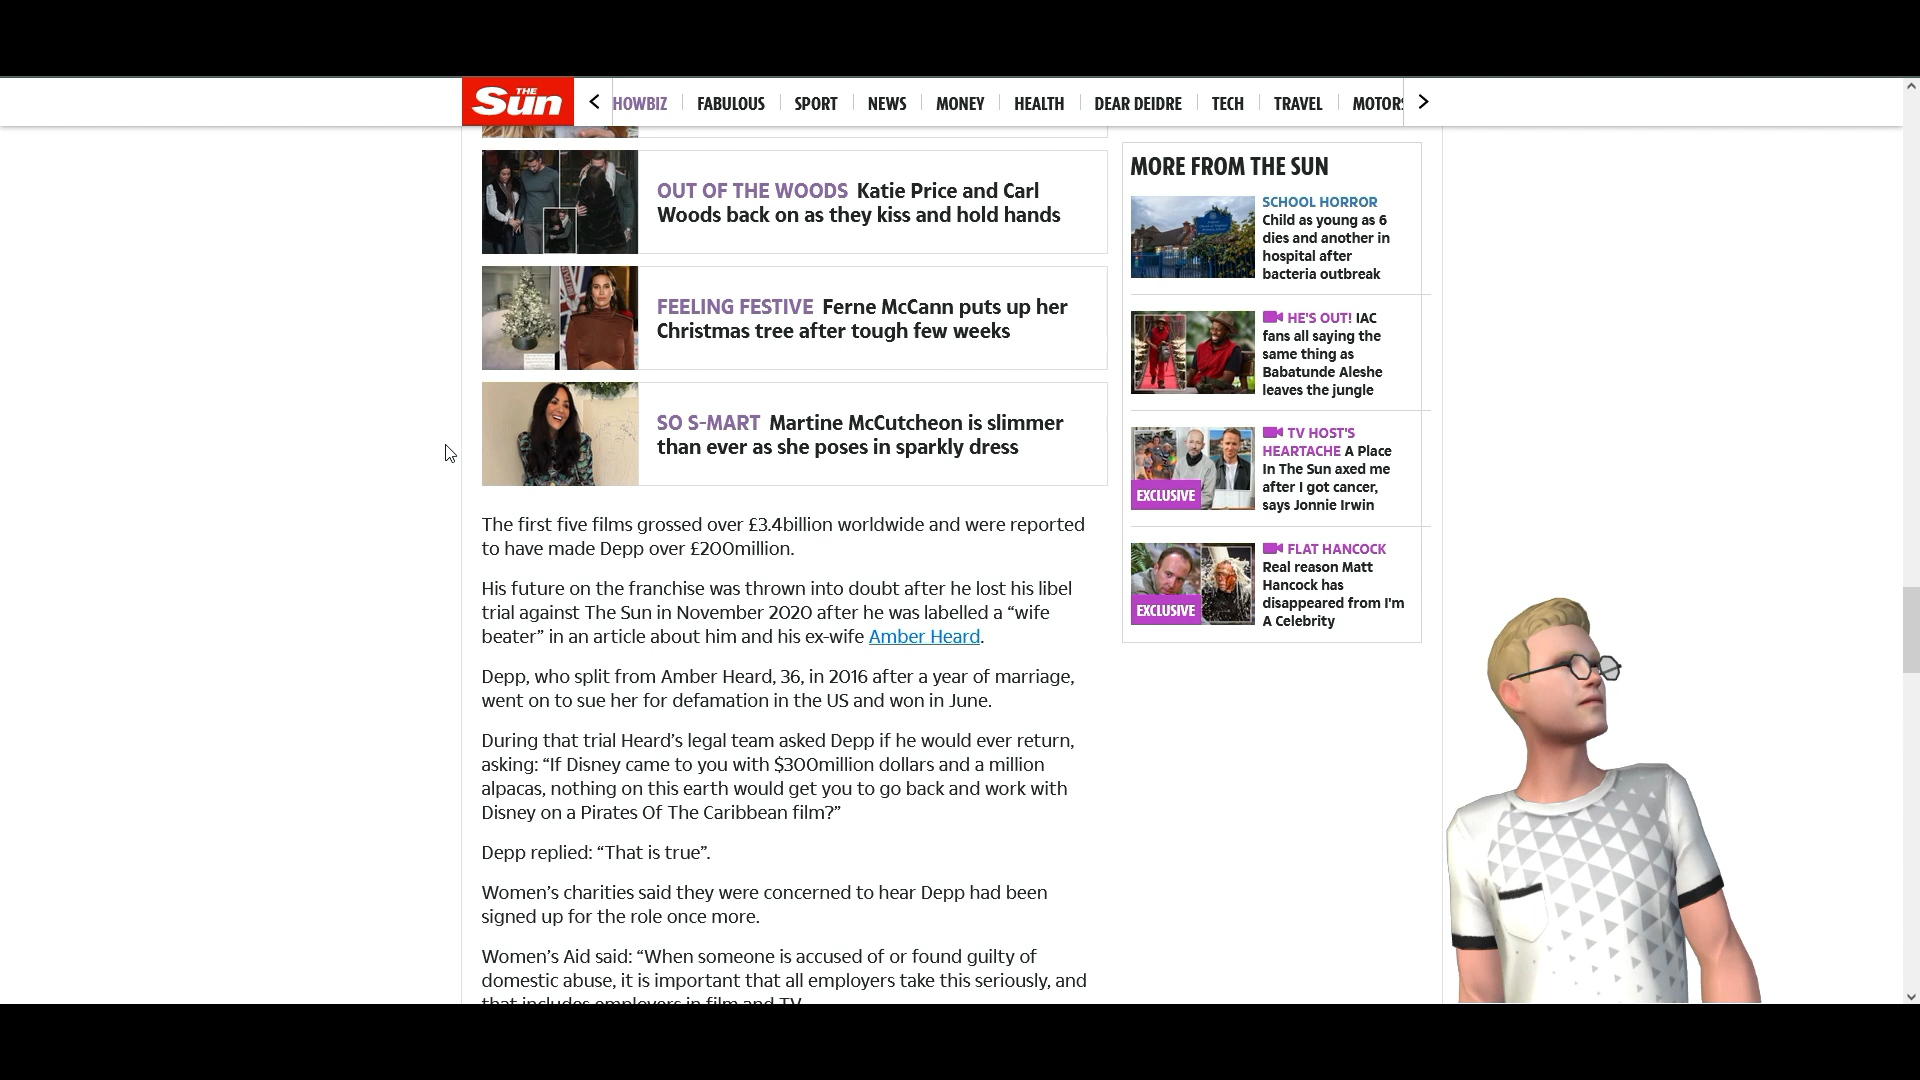 THE
Sun
HOWBIZ
FABULOUS
SPORT
NEWS
MONEY
HEALTH
DEAR DEIDRE
TECH
TRAVEL
MOTORS
OUT OF THE WOODS Katie Price and Carl
Woods back on as they kiss and hold hands
FEELING FESTIVE Ferne McCann puts up her
Christmas tree after tough few weeks
SO S-MART Martine McCutcheon is slimmer
than ever as she poses in sparkly dress
The first five films grossed over £3.4billion worldwide and were reported
to have made Depp over £200million.
His future on the franchise was thrown into doubt after he lost his libel
trial against The Sun in November 2020 after he was labelled a “wife
beater” in an article about him and his ex-wife Amber Heard.
Depp, who split from Amber Heard, 36, in 2016 after a year of marriage,
went on to sue her for defamation in the US and won in June.
During that trial Heard’s legal team asked Depp if he would ever return,
asking: “If Disney came to you with $300million dollars and a million
alpacas, nothing on this earth would get you to go back and work with
Disney on a Pirates Of The Caribbean film?”
Depp replied: “That is true”.
Women’s charities said they were concerned to hear Depp had been
signed up for the role once more.
Women’s Aid said: “When someone is accused of or found guilty of
domestic abuse, it is important that all employers take this seriously, and
that includes employers in film and TV
MORE FROM THE SUN
SCHOOL HORROR
Child as young as 6
dies and another in
hospital after
bacteria outbreak
HE'S OUT! IAC
fans all saying the
same thing as
Babatunde Aleshe
leaves the jungle
EXCLUSIVE
TV HOST'S
HEARTACHE A Place
In The Sun axed me
after I got cancer,
says Jonnie Irwin
EXCLUSIVE
FLAT HANCOCK
Real reason Matt
Hancock has
disappeared from I'm
A Celebrity